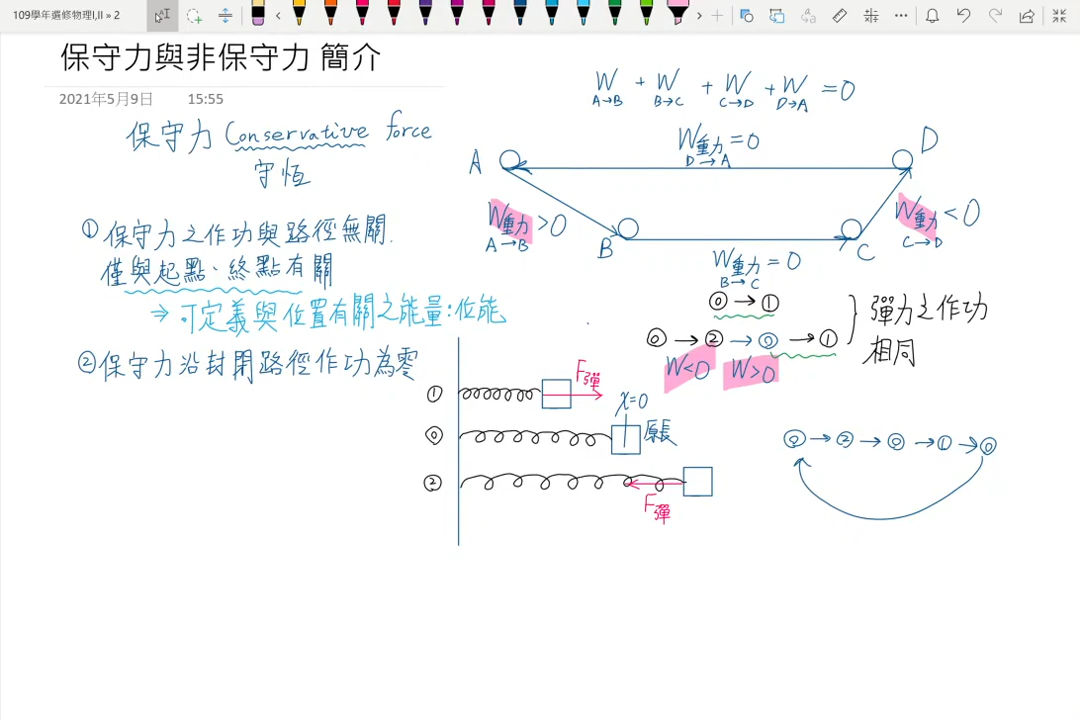 109學年選修物理I,II » 2
保守力與非保守力 簡介
2021年5月9日 15:55
保守力 Conservative force
守恆
①保守力之作功與路徑無關.
僅與起點、終點有關
⇒ 可定義與位置有關之能量:位能
②保守力沿封閉路徑作功為零
W A→B + W B→C + W C→D + W D→A = 0
A
D
W重力 = 0
D→A
W重力 > 0
A→B
B
W重力 < 0
C→D
C
W重力 = 0
B→C
⓪ → ①
⓪ → ② → ⓪ → ①
W<0 W>0
彈力之作功
相同
① F彈
x=0
⓪ 原長
② F彈
⓪ → ② → ⓪ → ① → ⓪